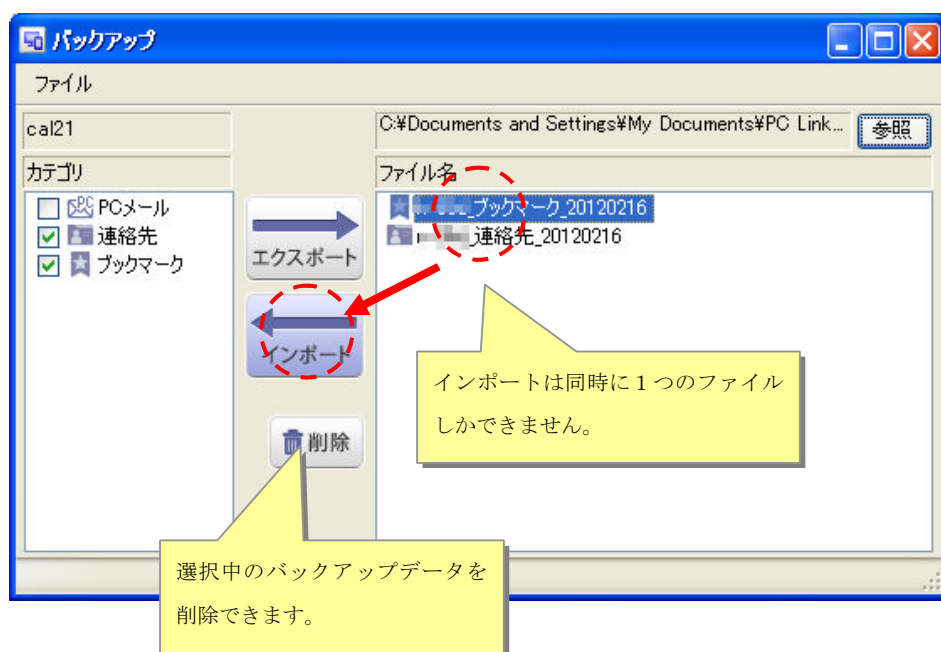 バックアップ
ファイル
cal21
C:¥Documents and Settings¥My Documents¥PC Link...
参照
カテゴリ
ファイル名
PCメール
連絡先
ブックマーク
エクスポート
インポート
削除
_ブックマーク_20120216
_連絡先_20120216
インポートは同時に１つのファイル
しかできません。
選択中のバックアップデータを
削除できます。